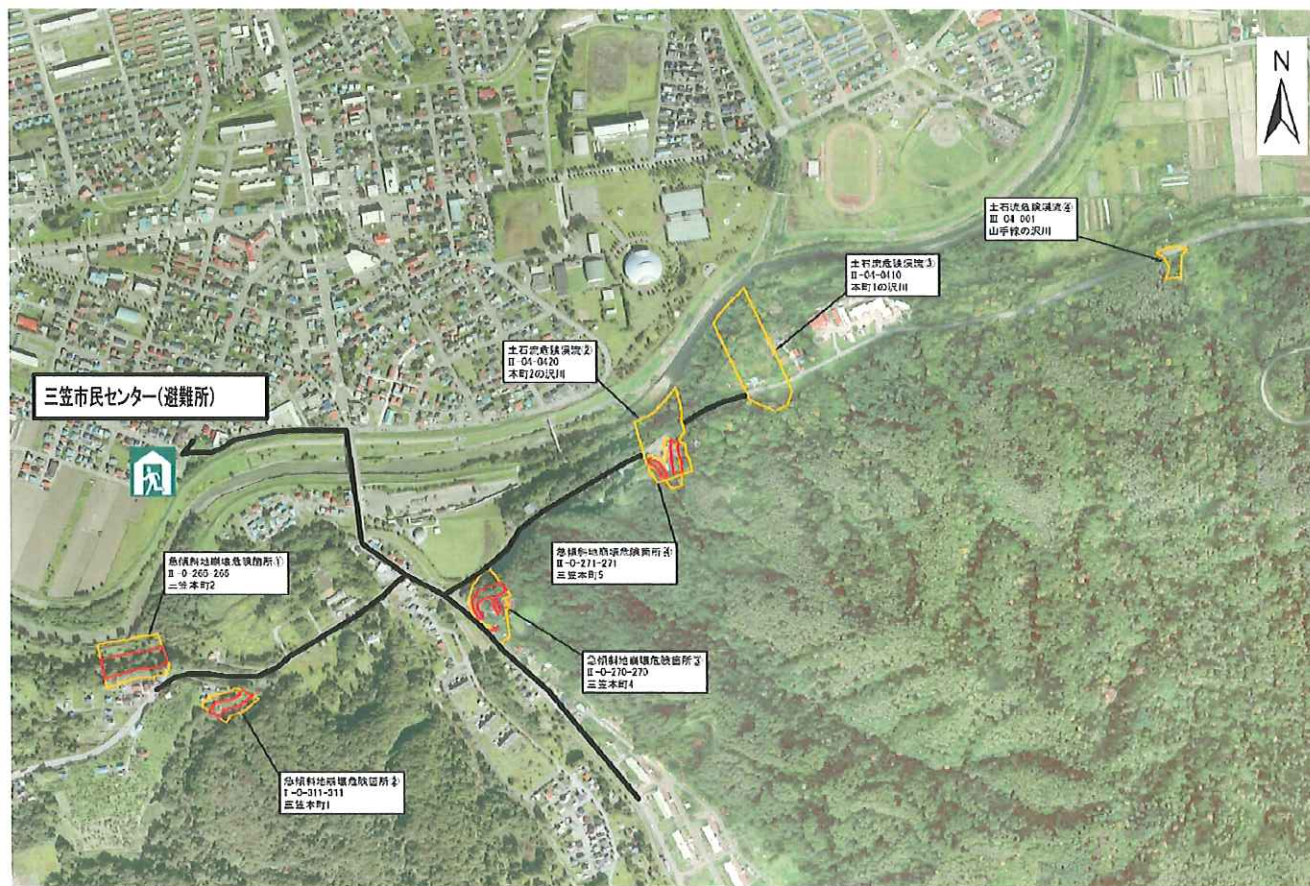 N
土石流危険渓流④
Ⅲ-04-001
山手線の沢川
土石流危険渓流③
Ⅱ-04-0410
本町1の沢川
土石流危険渓流②
Ⅱ-04-0420
本町2の沢川
三笠市民センター(避難所)
急傾斜地崩壊危険箇所①
Ⅱ-0-265-265
三笠本町2
急傾斜地崩壊危険箇所④
Ⅱ-0-271-271
三笠本町5
急傾斜地崩壊危険箇所③
Ⅱ-0-270-270
三笠本町4
急傾斜地崩壊危険箇所②
Ⅰ-0-311-311
三笠本町1